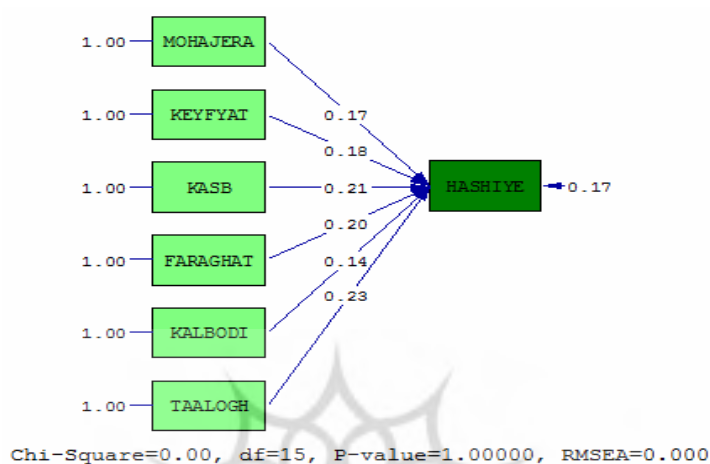 1.00 MOHAJERA
0.17
1.00 KEYFYAT
0.18
1.00 KASB 0.21 HASHIYE 0.17
0.20
1.00 FARAGHAT
0.14
0.23
1.00 KALBODI
1.00 TAALOGH
Chi-Square=0.00, df=15, P-value=1.00000, RMSEA=0.000